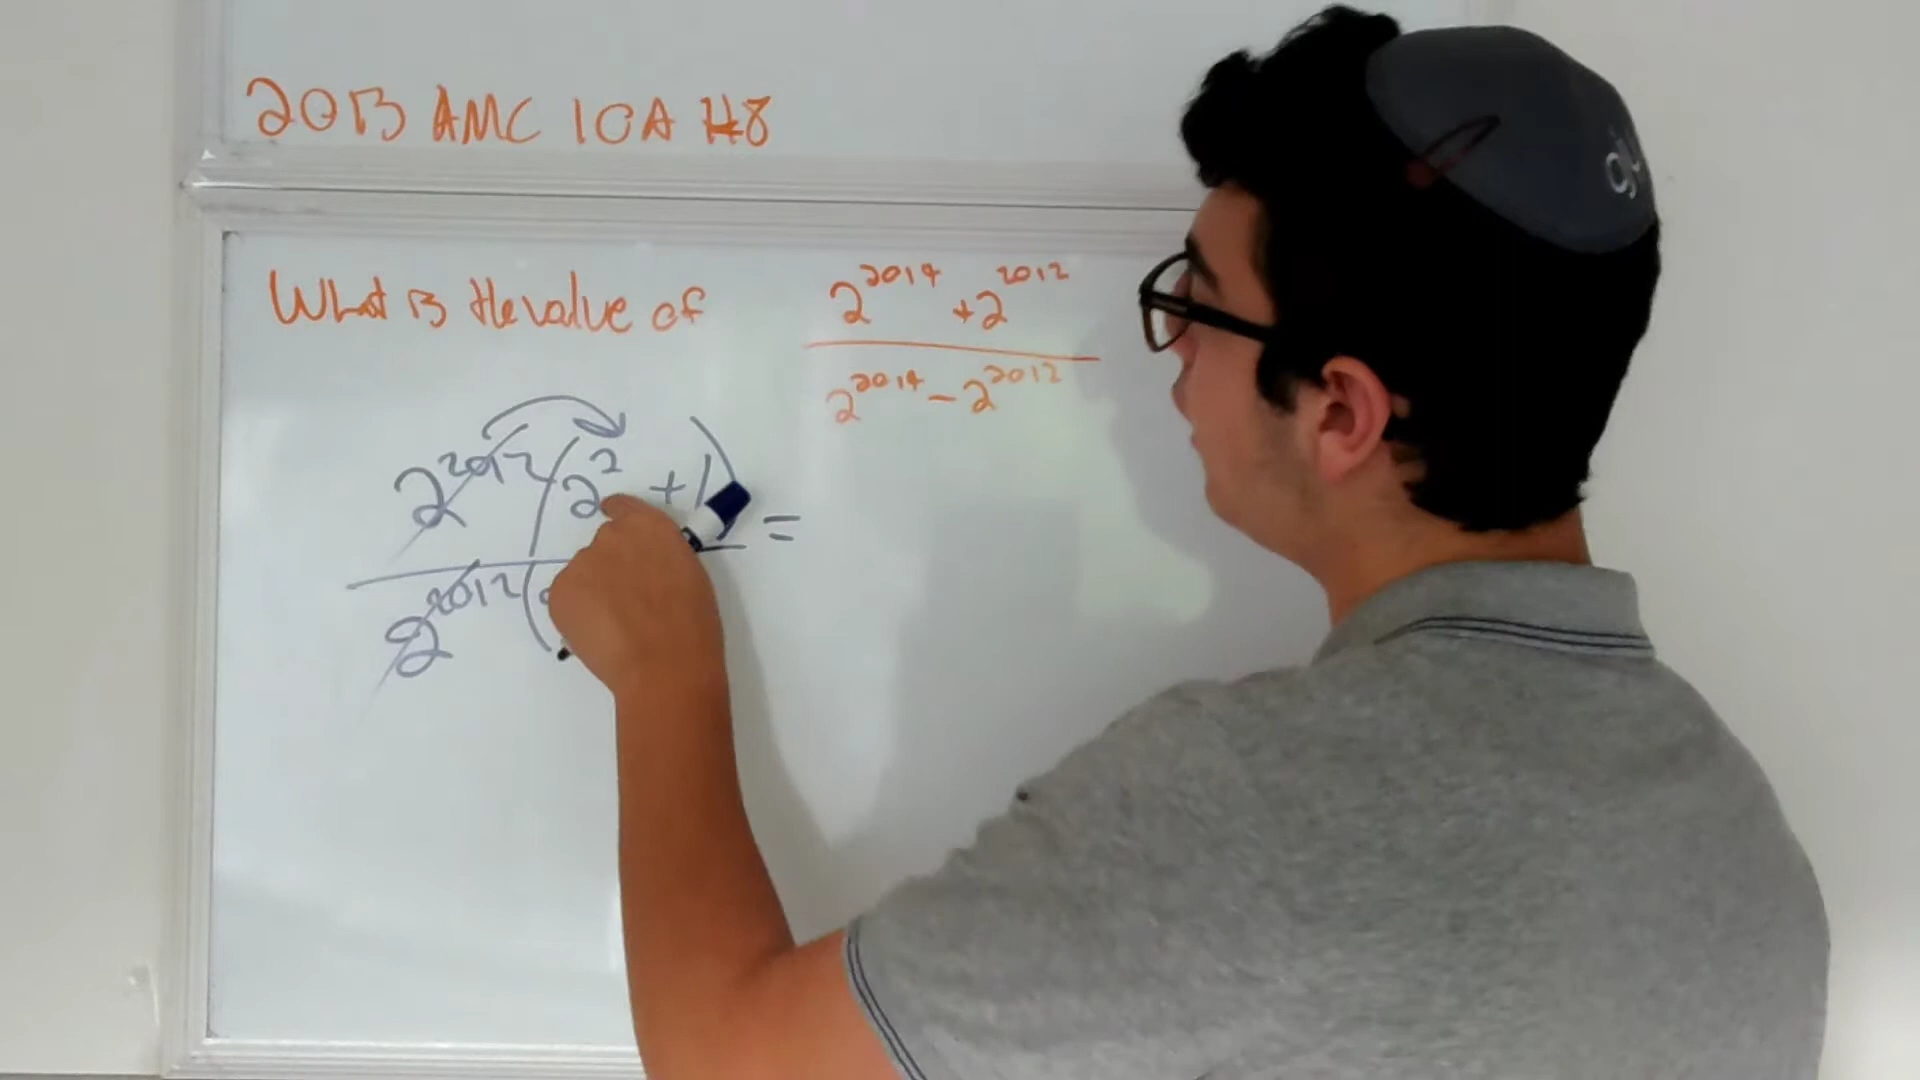 2013 AMC 10A #8
What is the value of
2^2014 + 2^2012
2^2014 - 2^2012
2^2012 (2^2 + 1) =
2^2012 (